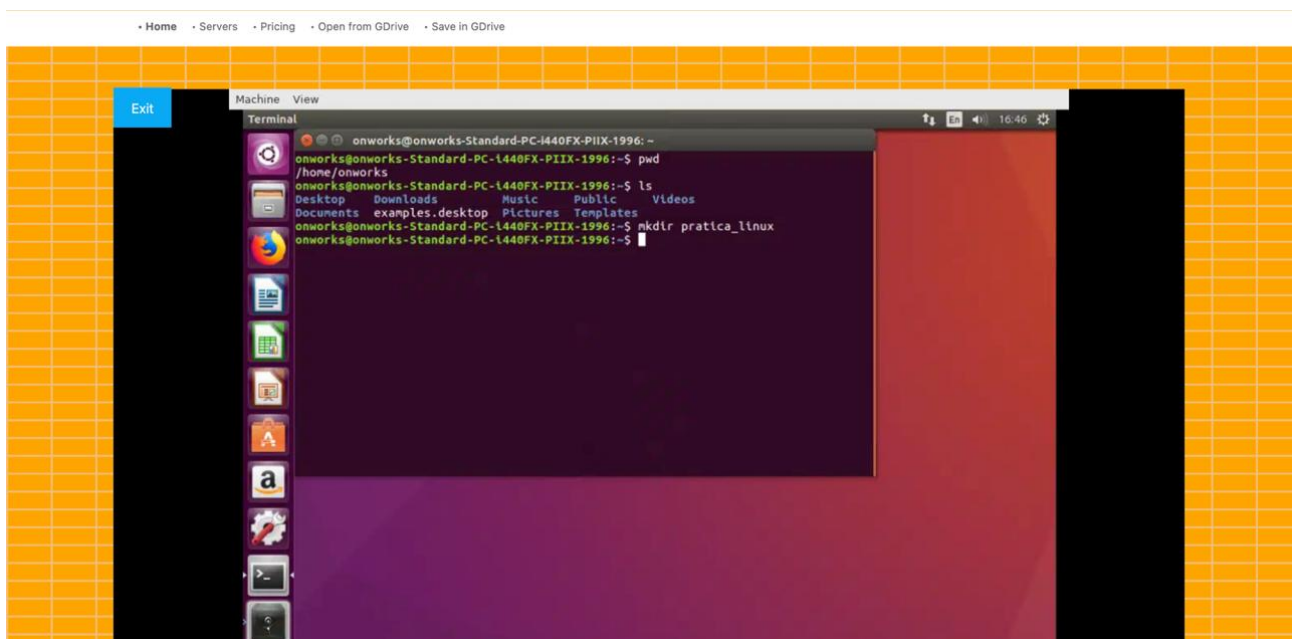 • Home • Servers • Pricing • Open from GDrive • Save in GDrive
Exit
Machine View
Terminal En 16:46
onworks@onworks-Standard-PC-i440FX-PIIX-1996: ~
onworks@onworks-Standard-PC-i440FX-PIIX-1996:~$ pwd
/home/onworks
onworks@onworks-Standard-PC-i440FX-PIIX-1996:~$ ls
Desktop Downloads Music Public Videos
Documents examples.desktop Pictures Templates
onworks@onworks-Standard-PC-i440FX-PIIX-1996:~$ mkdir pratica_linux
onworks@onworks-Standard-PC-i440FX-PIIX-1996:~$